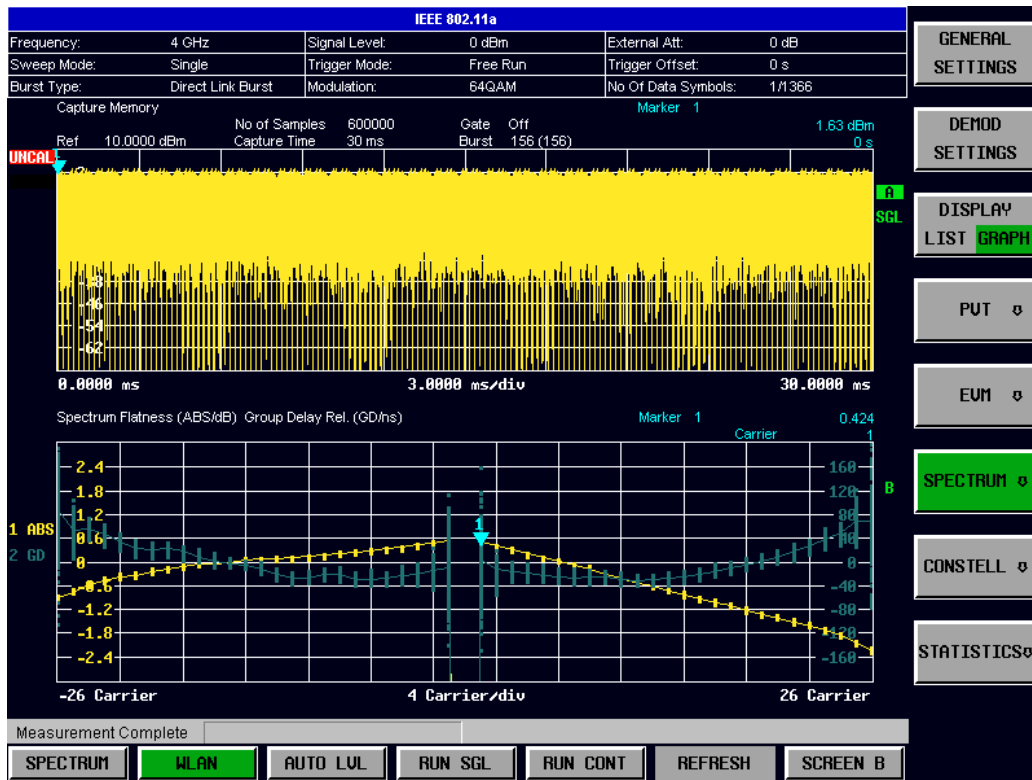 IEEE 802.11a
Frequency: 4 GHz Signal Level: 0 dBm External Att: 0 dB
Sweep Mode: Single Trigger Mode: Free Run Trigger Offset: 0 s
Burst Type: Direct Link Burst Modulation: 64QAM No Of Data Symbols: 1/1366
Capture Memory Marker 1
No of Samples 600000 Gate Off 1.63 dBm
Ref 10.0000 dBm Capture Time 30 ms Burst 156 (156) 0 s
UNCAL 1
A
SGL
-46
-54
-62
0.0000 ms 3.0000 ms/div 30.0000 ms
Spectrum Flatness (ABS/dB) Group Delay Rel. (GD/ns) Marker 1 0.424
Carrier 1
2.4 160
1.8 120 B
1.2 80
1 ABS 0.6 1 40
2 GD 0 0
-0.6 -40
-1.2 -80
-1.8 -120
-2.4 -160
-26 Carrier 4 Carrier/div 26 Carrier
Measurement Complete
SPECTRUM WLAN AUTO LVL RUN SGL RUN CONT REFRESH SCREEN B
GENERAL
SETTINGS
DEMOD
SETTINGS
DISPLAY
LIST GRAPH
PVT
EVM
SPECTRUM
CONSTELL
STATISTICS